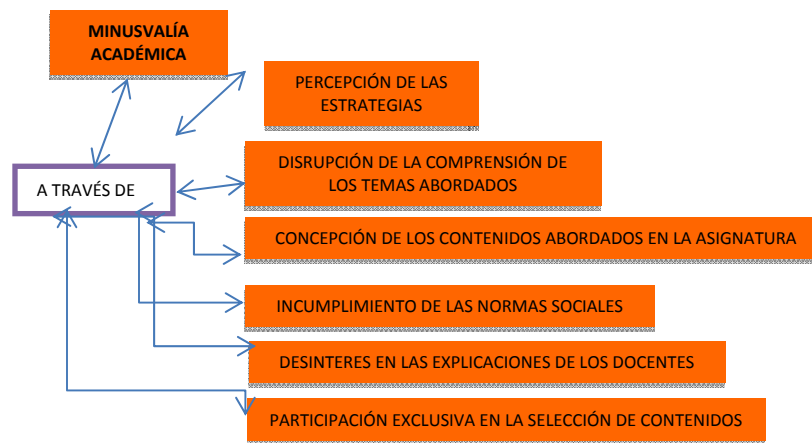 MINUSVALÍA
ACADÉMICA
PERCEPCIÓN DE LAS
ESTRATEGIAS
DISRUPCIÓN DE LA COMPRENSIÓN DE
LOS TEMAS ABORDADOS
A TRAVÉS DE
CONCEPCIÓN DE LOS CONTENIDOS ABORDADOS EN LA ASIGNATURA
INCUMPLIMIENTO DE LAS NORMAS SOCIALES
DESINTERES EN LAS EXPLICACIONES DE LOS DOCENTES
PARTICIPACIÓN EXCLUSIVA EN LA SELECCIÓN DE CONTENIDOS